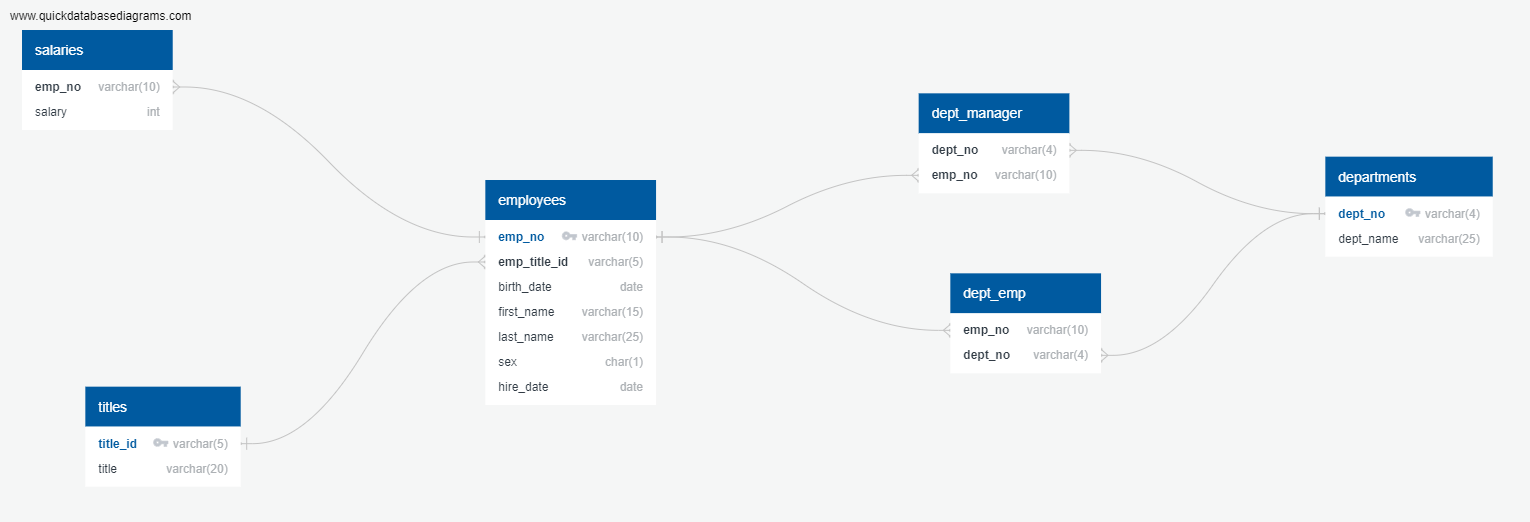 www.quickdatabasediagrams.com
salaries
emp_no varchar(10)
salary int
employees
emp_no varchar(10)
emp_title_id varchar(5)
birth_date date
first_name varchar(15)
last_name varchar(25)
sex char(1)
hire_date date
titles
title_id varchar(5)
title varchar(20)
dept_manager
dept_no varchar(4)
emp_no varchar(10)
dept_emp
emp_no varchar(10)
dept_no varchar(4)
departments
dept_no varchar(4)
dept_name varchar(25)